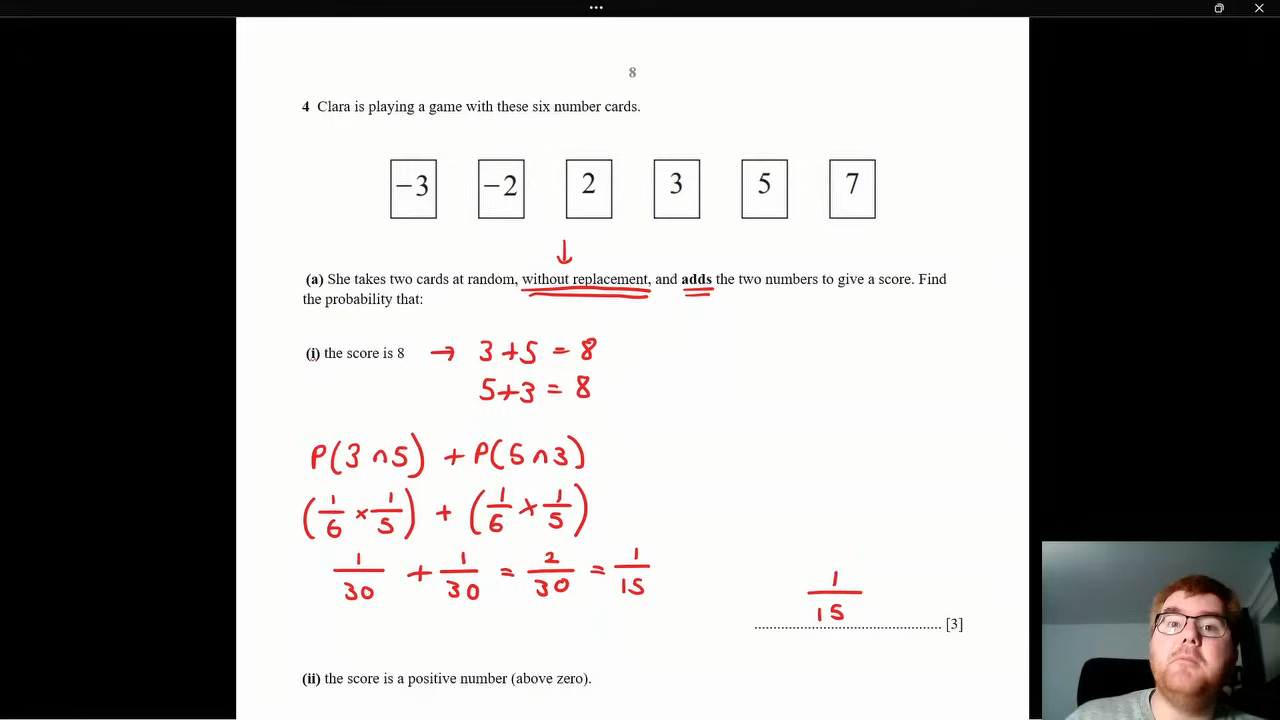 8
4 Clara is playing a game with these six number cards.
−3 −2 2 3 5 7
(a) She takes two cards at random, without replacement, and adds the two numbers to give a score. Find
the probability that:
(i) the score is 8 → 3 + 5 = 8
5 + 3 = 8
P(3 ∩ 5) + P(5 ∩ 3)
(1/6 × 1/5) + (1/6 × 1/5)
1/30 + 1/30 = 2/30 = 1/15
1/15
.......................................... [3]
(ii) the score is a positive number (above zero).